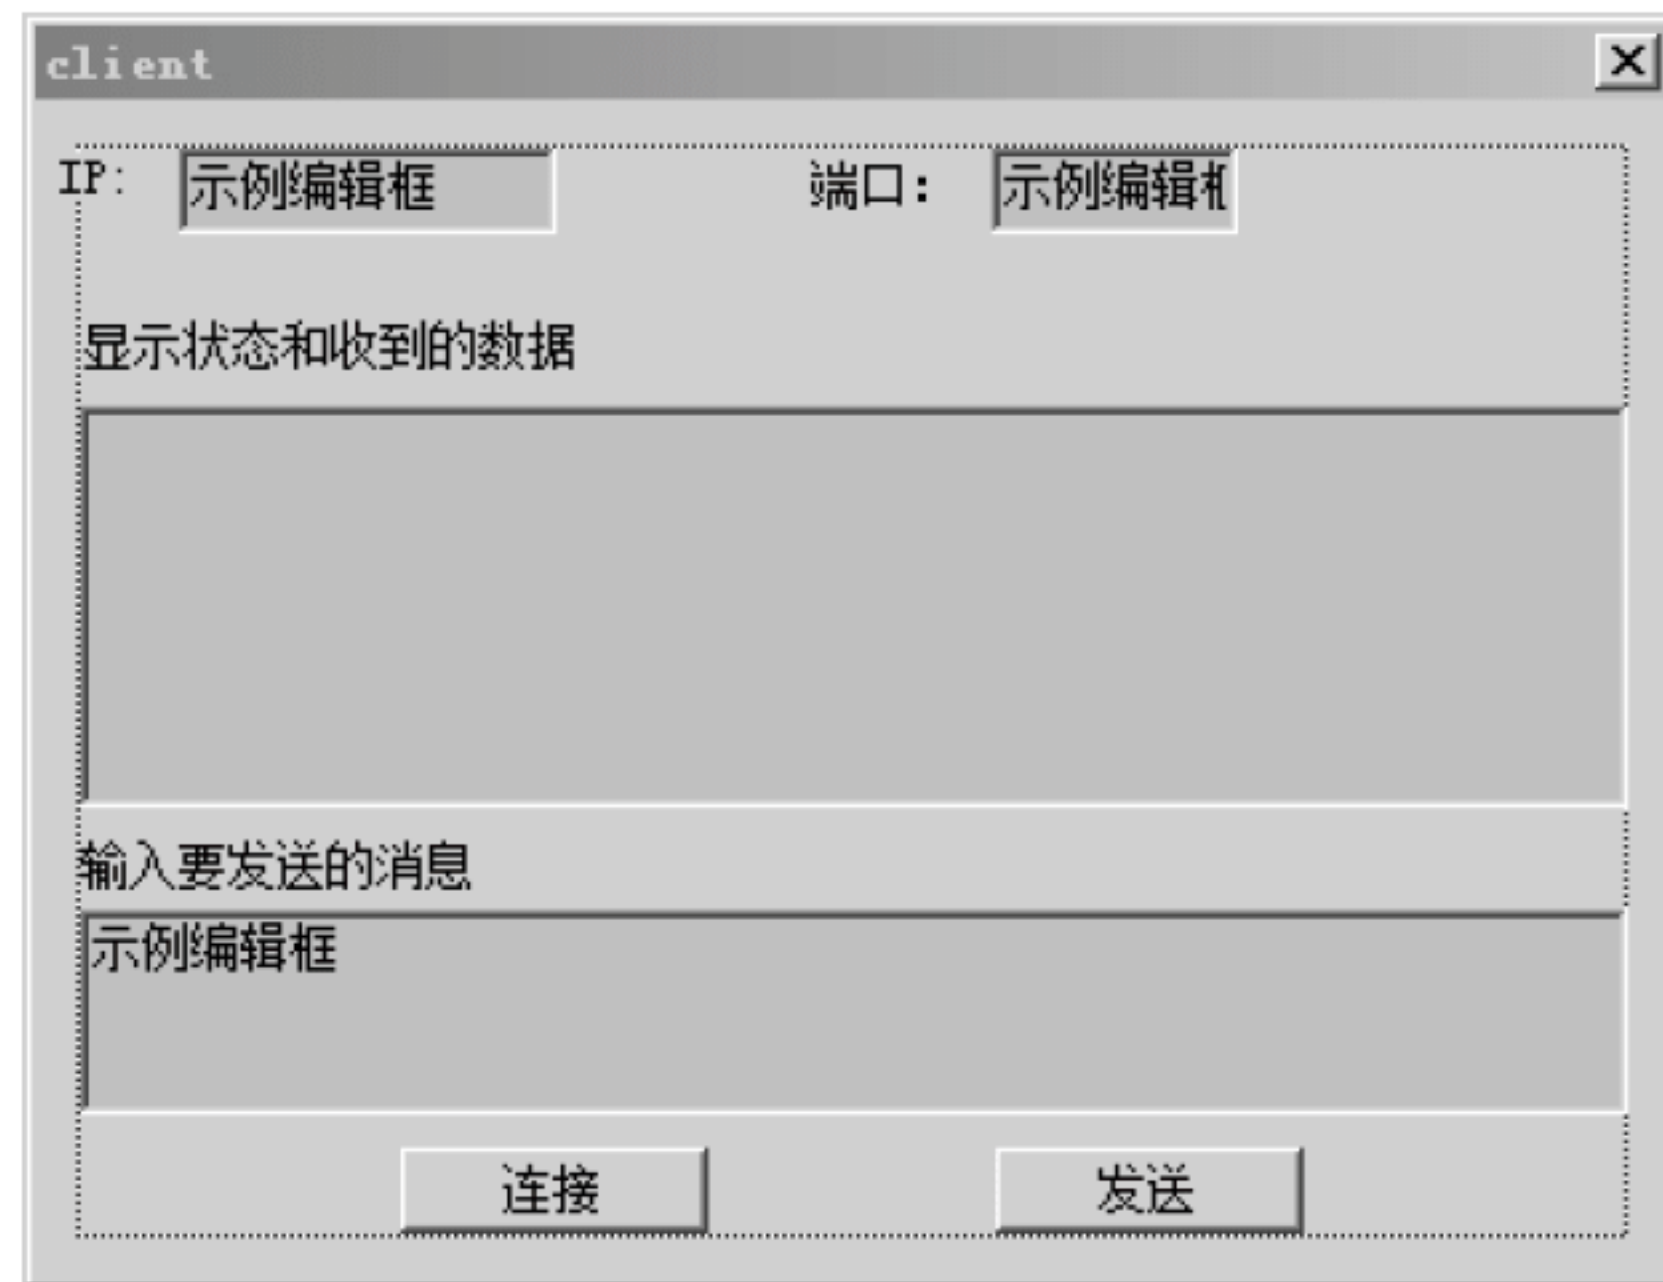 client
IP: 示例编辑框 端口： 示例编辑
显示状态和收到的数据
输入要发送的消息
示例编辑框
连接 发送